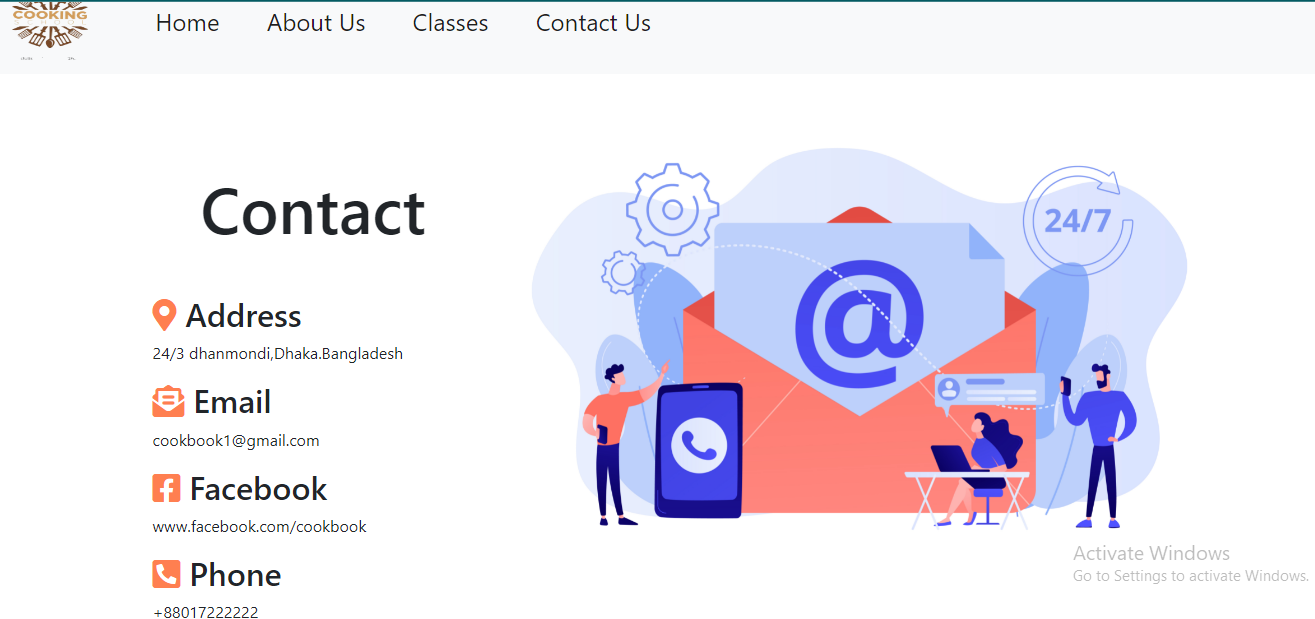 COOKING
Home About Us Classes Contact Us
Contact
24/7
@
Address
24/3 dhanmondi,Dhaka.Bangladesh
Email
cookbook1@gmail.com
Facebook
www.facebook.com/cookbook
Phone
+88017222222
Activate Windows
Go to Settings to activate Windows.